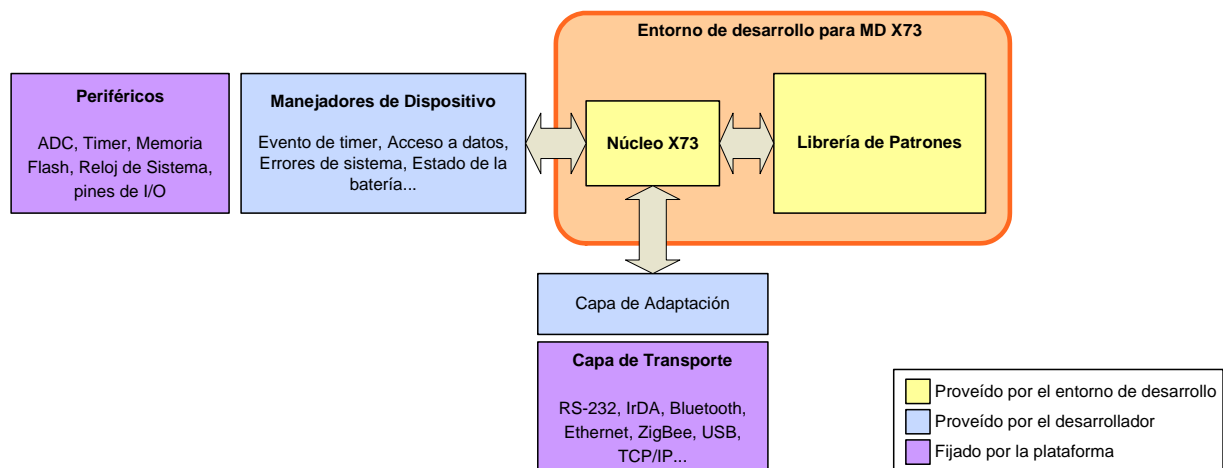 Entorno de desarrollo para MD X73
Periféricos
ADC, Timer, Memoria
Flash, Reloj de Sistema,
pines de I/O
Manejadores de Dispositivo
Evento de timer, Acceso a datos,
Errores de sistema, Estado de la
batería...
Núcleo X73
Librería de Patrones
Capa de Adaptación
Capa de Transporte
RS-232, IrDA, Bluetooth,
Ethernet, ZigBee, USB,
TCP/IP...
Proveído por el entorno de desarrollo
Proveído por el desarrollador
Fijado por la plataforma